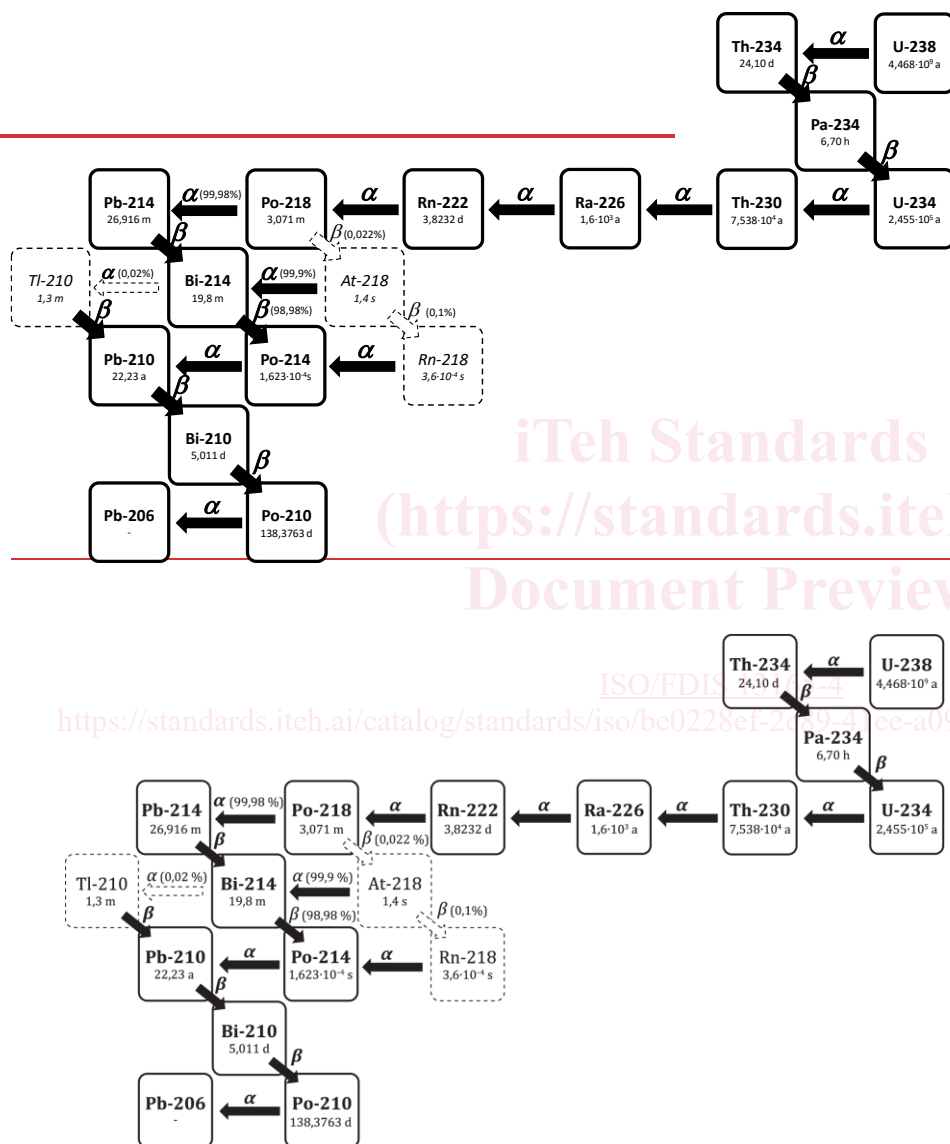 Th-234 α U-238
24,10 d 4,468·10⁹ a
β
Pa-234
6,70 h
β
Pb-214 α (99,98%) Po-218 α Rn-222 α Ra-226 α Th-230 α U-234
26,916 m 3,071 m 3,8232 d 1,6·10³ a 7,538·10⁴ a 2,455·10⁵ a
β β (0,022%)
Tl-210 α (0,02%) Bi-214 α (99,9%) At-218
1,3 m 19,8 m 1,4 s
β β (98,98%) β (0,1%)
Pb-210 α Po-214 α Rn-218
22,23 a 1,623·10⁻⁴s 3,6·10⁻⁴ s
β
Bi-210
5,011 d
β
Pb-206 α Po-210
- 138,3763 d
iTeh Standards
(https://standards.ite
Document Preview
Th-234 α U-238
24,10 d 4,468·10⁹ a
ISO/FDIS
β
https://standards.iteh.ai/catalog/standards/iso/be0228ef-2
Pa-234
6,70 h
β
Pb-214 α (99,98 %) Po-218 α Rn-222 α Ra-226 α Th-230 α U-234
26,916 m 3,071 m 3,8232 d 1,6·10³ a 7,538·10⁴ a 2,455·10⁵ a
β β (0,022 %)
Tl-210 α (0,02 %) Bi-214 α (99,9 %) At-218
1,3 m 19,8 m 1,4 s
β β (98,98 %) β (0,1%)
Pb-210 α Po-214 α Rn-218
22,23 a 1,623·10⁻⁴ s 3,6·10⁻⁴ s
β
Bi-210
5,011 d
β
Pb-206 α Po-210
- 138,3763 d